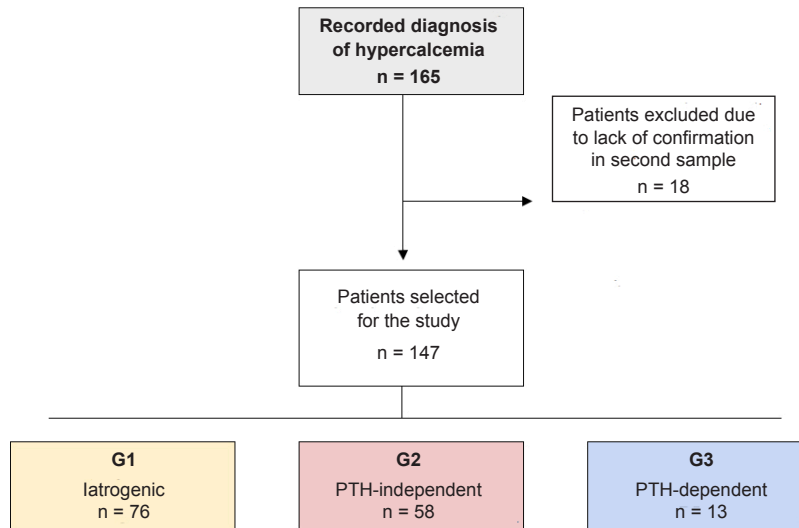 Recorded diagnosis
of hypercalcemia
n = 165
Patients excluded due
to lack of confirmation
in second sample
n = 18
Patients selected
for the study
n = 147
G1
Iatrogenic
n = 76
G2
PTH-independent
n = 58
G3
PTH-dependent
n = 13